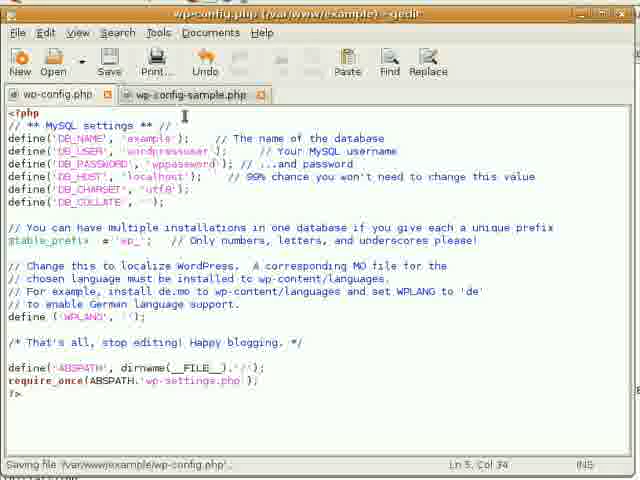 wp-config.php (/var/www/example) - gedit
File Edit View Search Tools Documents Help
New Open Save Print... Undo Paste Find Replace
wp-config.php wp-config-sample.php
<?php
// ** MySQL settings ** //
define('DB_NAME', 'example'); // The name of the database
define('DB_USER', 'wordpressuser'); // Your MySQL username
define('DB_PASSWORD', 'wppassword'); // ...and password
define('DB_HOST', 'localhost'); // 99% chance you won't need to change this value
define('DB_CHARSET', 'utf8');
define('DB_COLLATE', '');
// You can have multiple installations in one database if you give each a unique prefix
$table_prefix = 'wp_'; // Only numbers, letters, and underscores please!
// Change this to localize WordPress. A corresponding MO file for the
// chosen language must be installed to wp-content/languages.
// For example, install de.mo to wp-content/languages and set WPLANG to 'de'
// to enable German language support.
define ('WPLANG', '');
/* That's all, stop editing! Happy blogging. */
define('ABSPATH', dirname(__FILE__).'/');
require_once(ABSPATH.'wp-settings.php');
?>
Saving file '/var/www/example/wp-config.php'... Ln 5, Col 34 INS